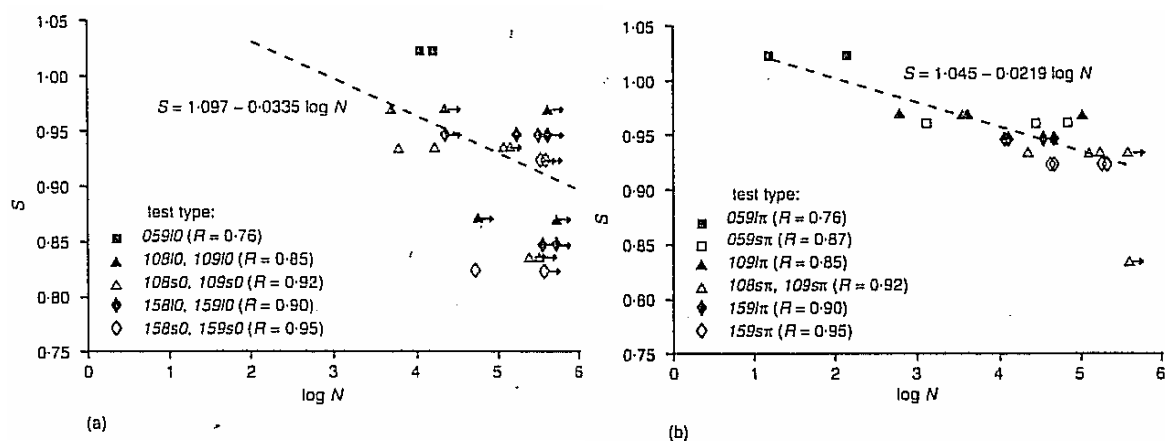 1·05
1·00
0·95
0·90
0·85
0·80
0·75
S
S = 1·097 – 0·0335 log N
test type:
059l0 (R = 0·76)
108l0, 109l0 (R = 0·85)
108s0, 109s0 (R = 0·92)
158l0, 159l0 (R = 0·90)
158s0, 159s0 (R = 0·95)
0 1 2 3 4 5 6
log N
(a)
1·05
1·00
0·95
0·90
0·85
0·80
0·75
S
S = 1·045 – 0·0219 log N
test type:
059lπ (R = 0·76)
059sπ (R = 0·87)
109lπ (R = 0·85)
108sπ, 109sπ (R = 0·92)
159lπ (R = 0·90)
159sπ (R = 0·95)
0 1 2 3 4 5 6
log N
(b)